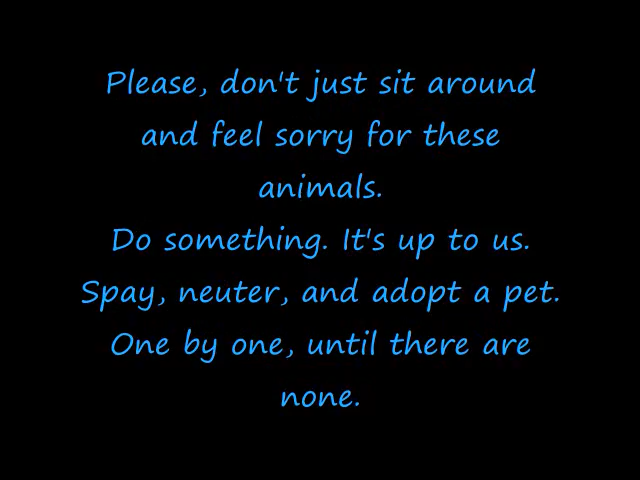 Please, don't just sit around
and feel sorry for these
animals.
Do something. It's up to us.
Spay, neuter, and adopt a pet.
One by one, until there are
none.